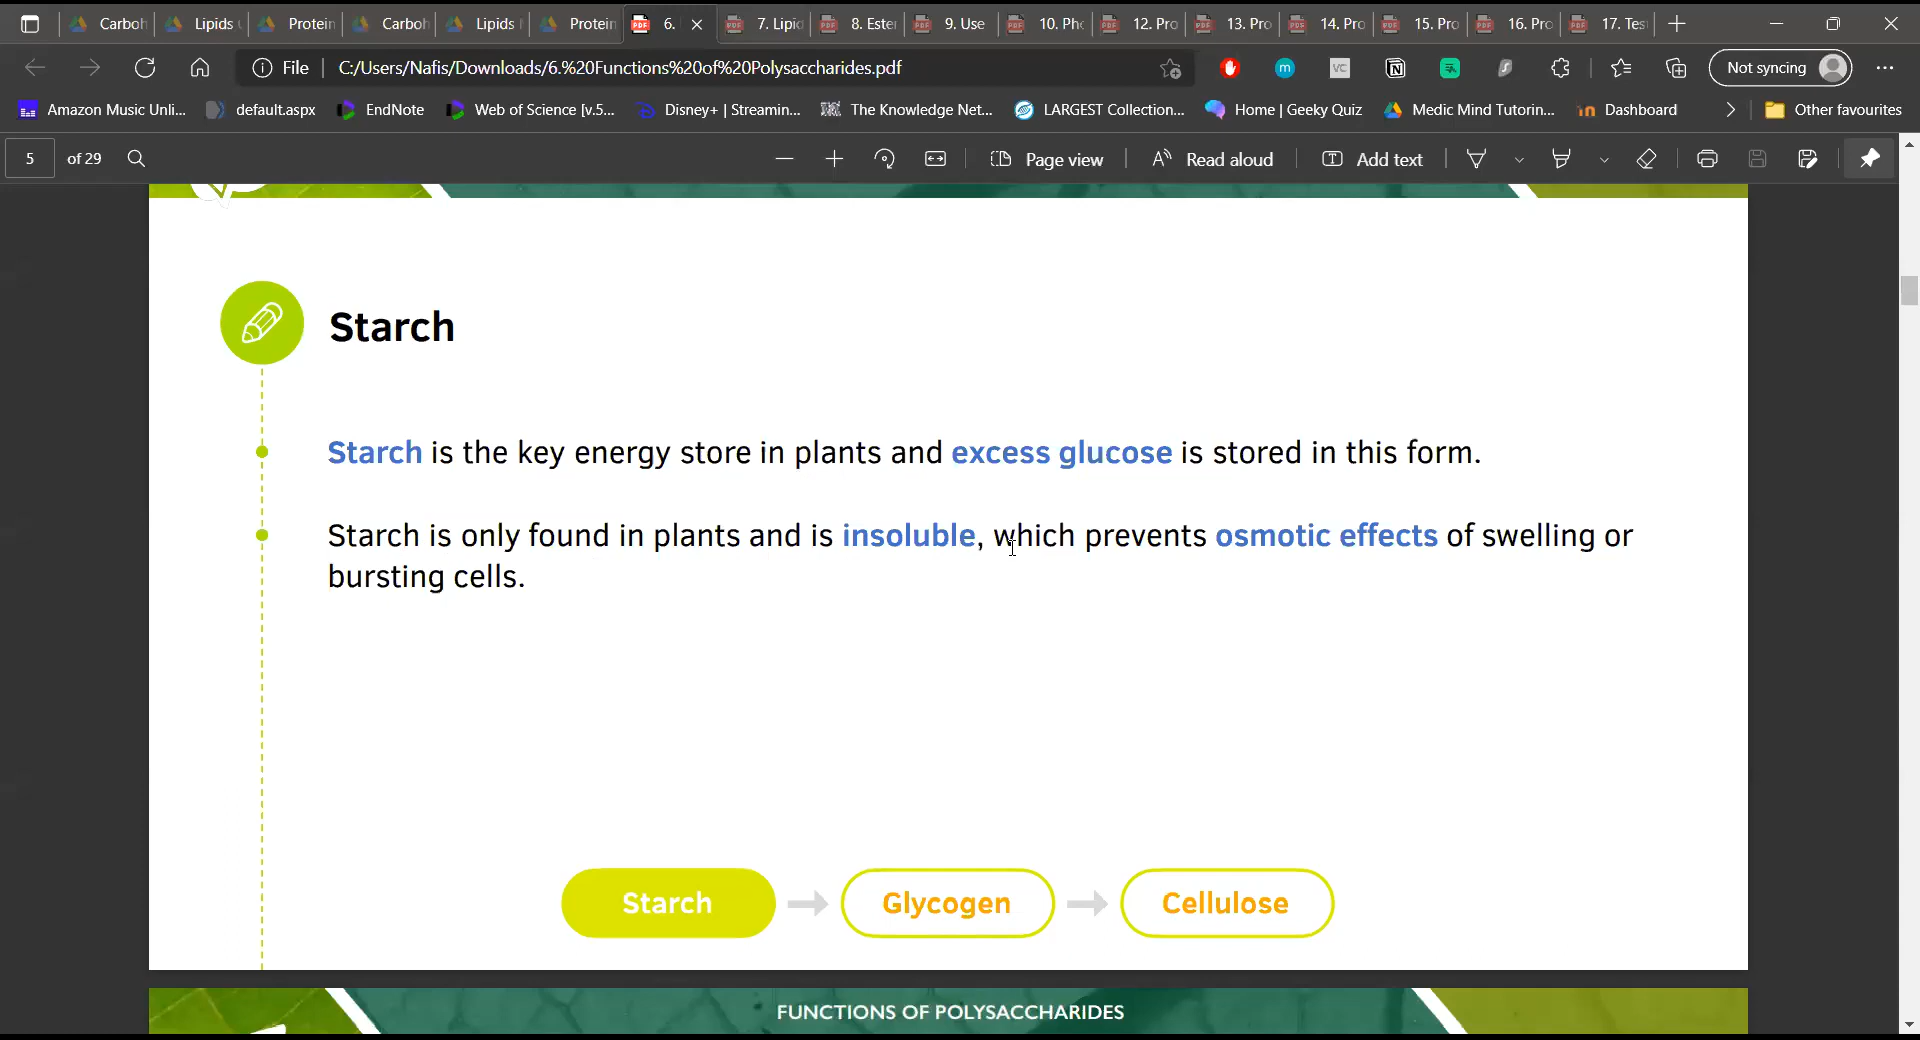 Carboh
Lipids
Protein
Carboh
Lipids
Protein
6.
7. Lipid
8. Ester
9. Use
10. Pho
12. Pro
13. Pro
14. Pro
15. Pro
16. Pro
17. Tes
File
C:/Users/Nafis/Downloads/6.%20Functions%20of%20Polysaccharides.pdf
VC
Not syncing
Amazon Music Unli...
default.aspx
EndNote
Web of Science [v.5...
Disney+ | Streamin...
The Knowledge Net...
LARGEST Collection...
Home | Geeky Quiz
Medic Mind Tutorin...
Dashboard
Other favourites
5 of 29
Page view
Read aloud
Add text
Starch
Starch is the key energy store in plants and excess glucose is stored in this form.
Starch is only found in plants and is insoluble, which prevents osmotic effects of swelling or
bursting cells.
Starch
Glycogen
Cellulose
FUNCTIONS OF POLYSACCHARIDES